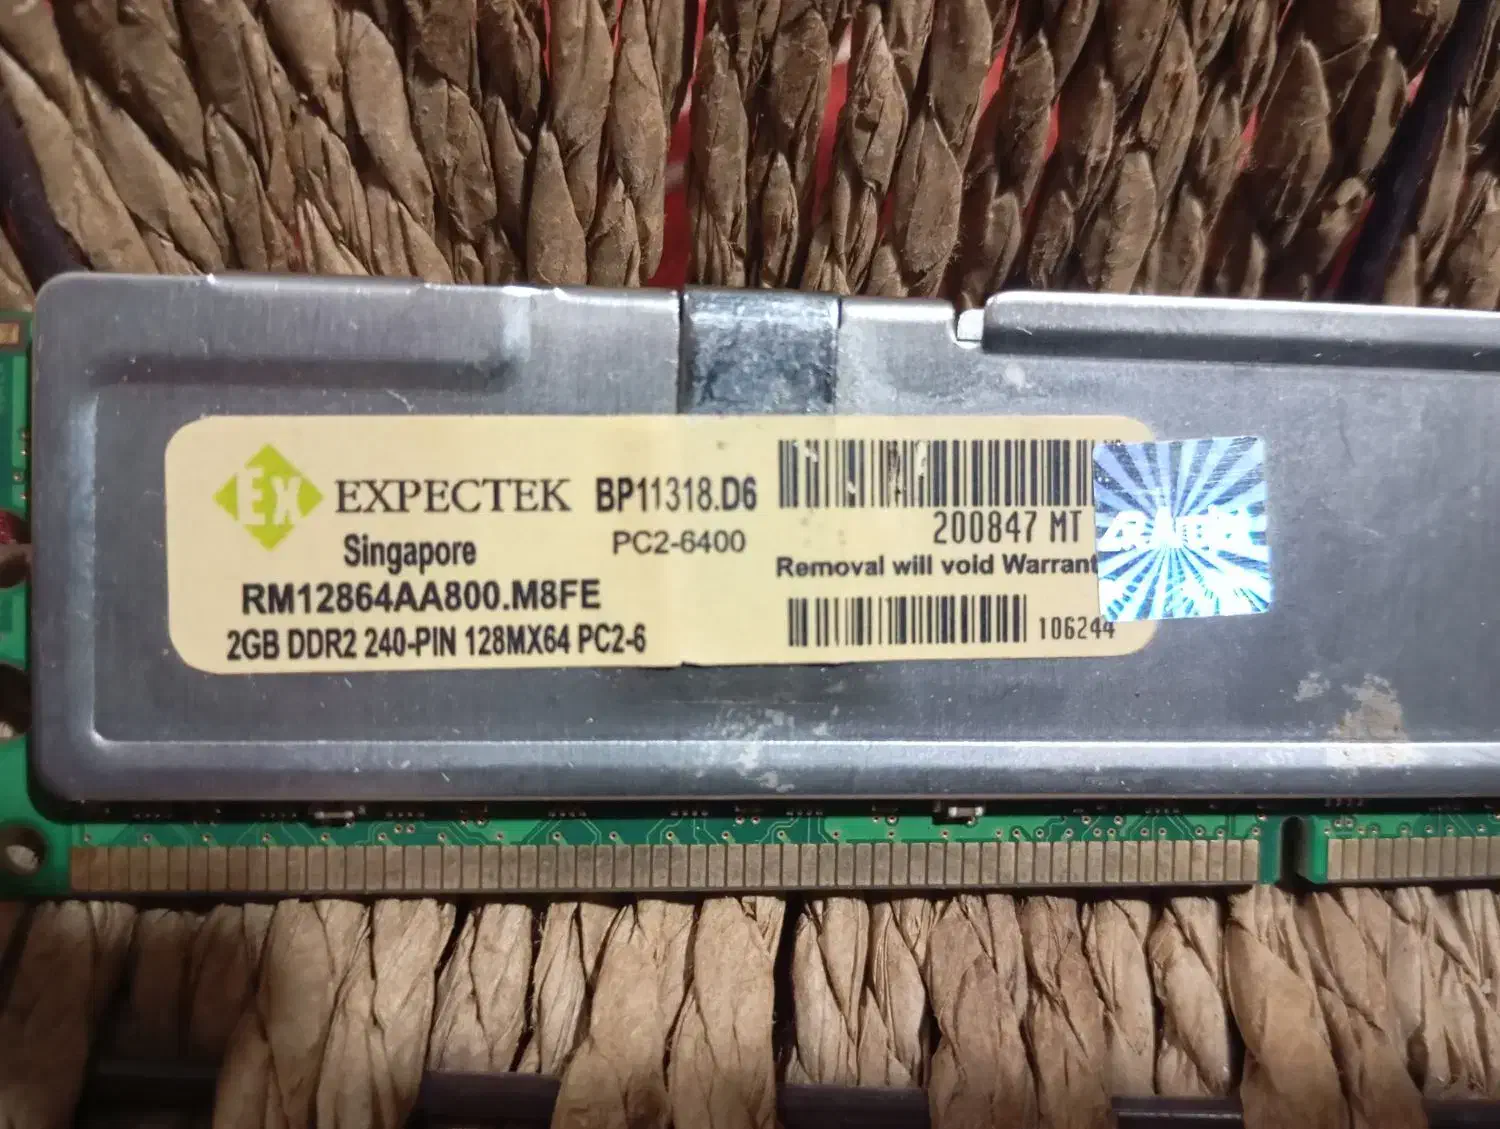 Ex EXPECTEK BP11318.D6
Singapore PC2-6400
RM12864AA800.M8FE
2GB DDR2 240-PIN 128MX64 PC2-6
200847 MT
Removal will void Warrant
106244